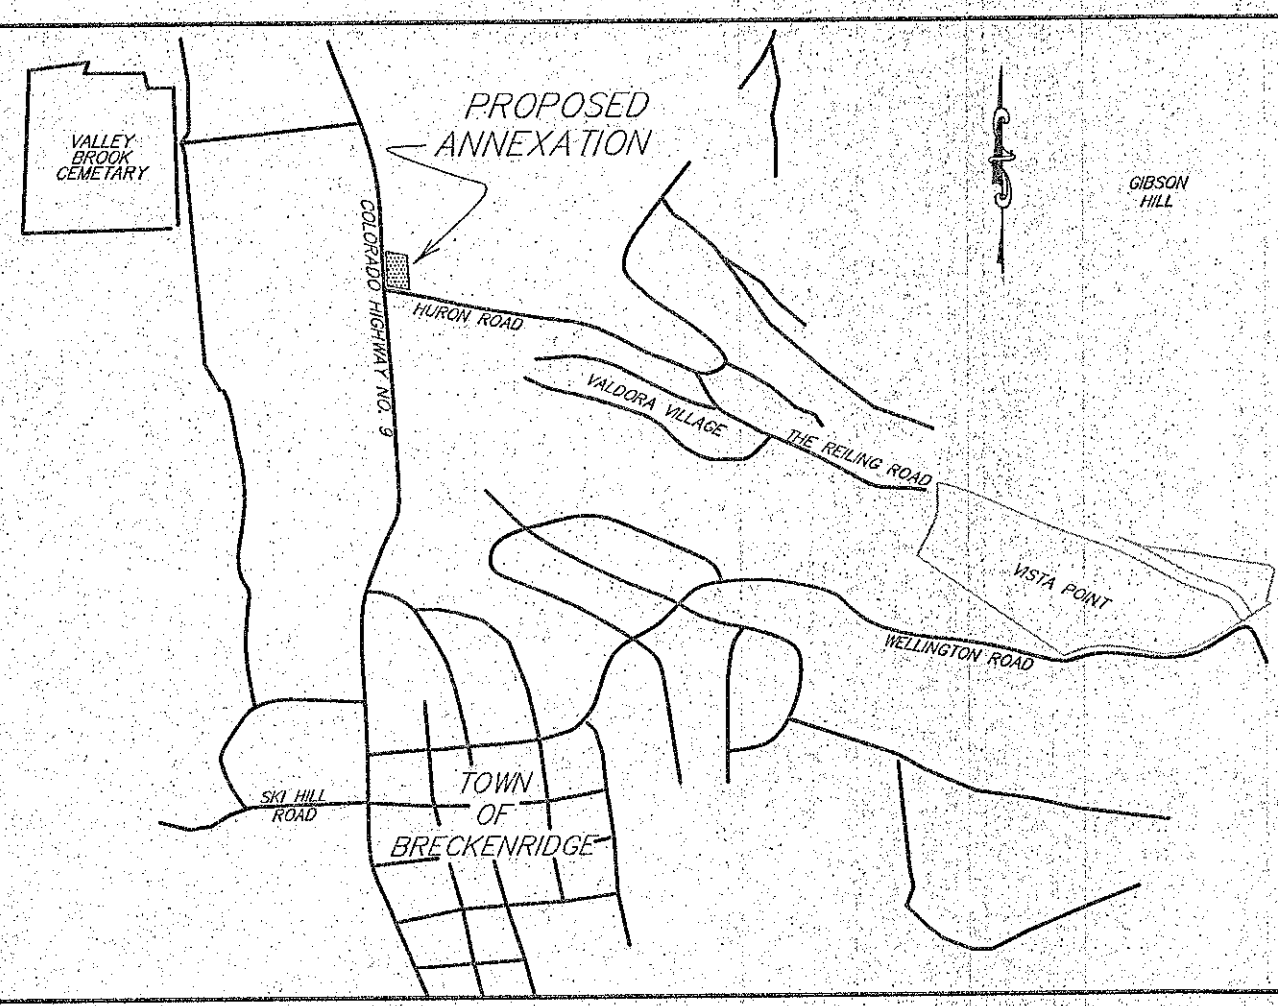 PROPOSED
ANNEXATION
VALLEY
BROOK
CEMETARY
GIBSON
HILL
COLORADO HIGHWAY NO. 9
HURON ROAD
VALDORA VILLAGE
THE REILING ROAD
VISTA POINT
WELLINGTON ROAD
SKI HILL
ROAD
TOWN
OF
BRECKENRIDGE